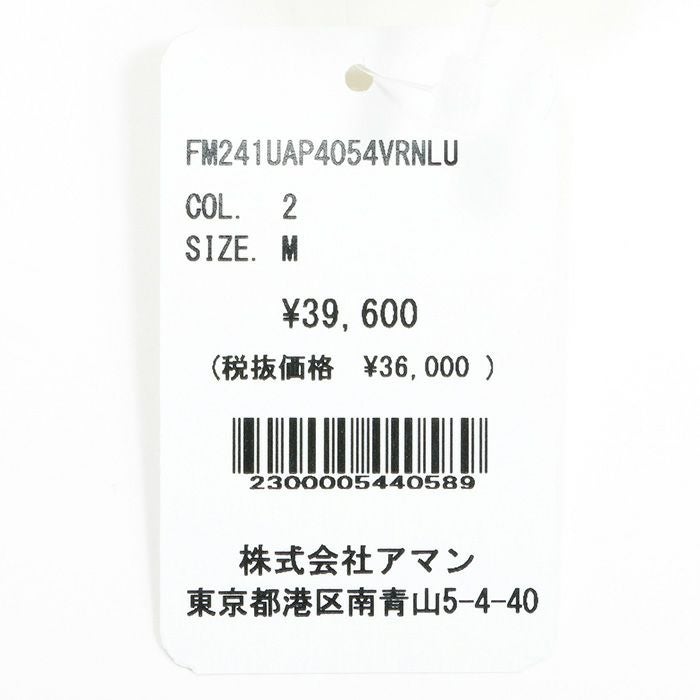 FM241UAP4054VRNLU
COL. 2
SIZE. M
¥39,600
(税抜価格 ¥36,000 )
2300005440589
株式会社アマン
東京都港区南青山5-4-40